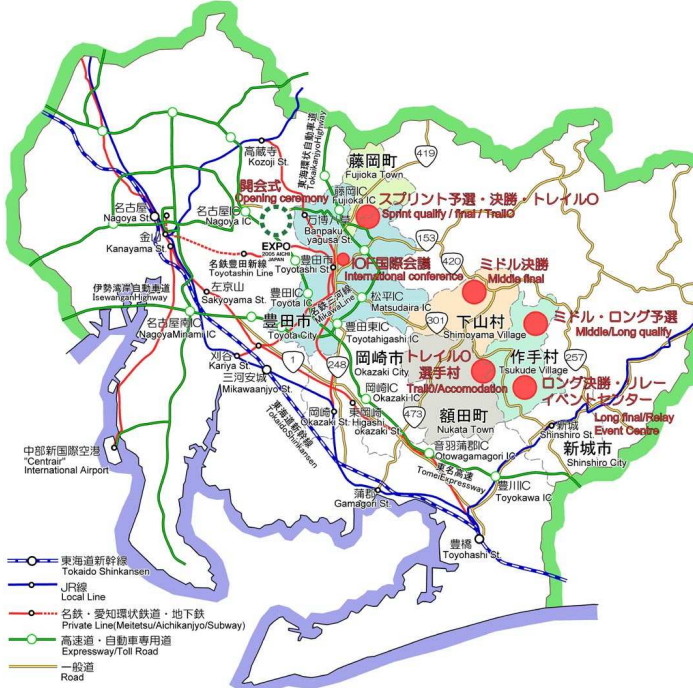 高蔵寺
Kozoji St.
東海環状自動車道
TokaikanjyoHighway
藤岡町
Fujioka Town
419
開会式
Opening ceremony
藤岡IC
Fujioka IC
スプリント予選・決勝・トレイルO
Sprint qualify / final / TrailO
名古屋
Nagoya St.
名古屋IC
Nagoya IC
八草
Banpaku
yagusa St.
金山
Kanayama St.
EXPO
2005 AICHI
JAPAN
153
名鉄豊田新線
Toyotashin Line
豊田市
Toyotashi St.
IOF国際会議
International conference
420
ミドル決勝
Middle final
伊勢湾岸自動車道
IsewanganHighway
左京山
Sakyoyama St.
豊田IC
Toyota IC
名鉄三河線
MikawaLine
松平IC
Matsudaira IC
名古屋南IC
NagoyaMinami IC
豊田市
Toyota City
豊田東IC
Toyotahigashi IC
301
下山村
Shimoyama Village
ミドル・ロング予選
Middle/Long qualify
刈谷
Kariya St.
1
248
岡崎市
Okazaki City
トレイルO
選手村
TrailO/Accomodation
作手村
Tsukude Village
257
三河安城
Mikawaanjyo St.
岡崎IC
Okazaki IC
ロング決勝・リレー
イベントセンター
Long final/Relay
Event Centre
東海道新幹線
TokaidoShinkansen
岡崎
Okazaki St.
東岡崎
Higashi
okazaki St.
473
額田町
Nukata Town
新城
Shinshiro St.
新城市
Shinshiro City
中部新国際空港
"Centrair"
International Airport
音羽蒲郡IC
Otowagamagori IC
東名高速
TomeiExpressway
豊川IC
Toyokawa IC
蒲郡
Gamagori St.
豊橋
Toyohashi St.
東海道新幹線
Tokaido Shinkansen
JR線
Local Line
名鉄・愛知環状鉄道・地下鉄
Private Line(Meitetsu/Aichikanjyo/Subway)
高速道・自動車専用道
Expressway/Toll Road
一般道
Road